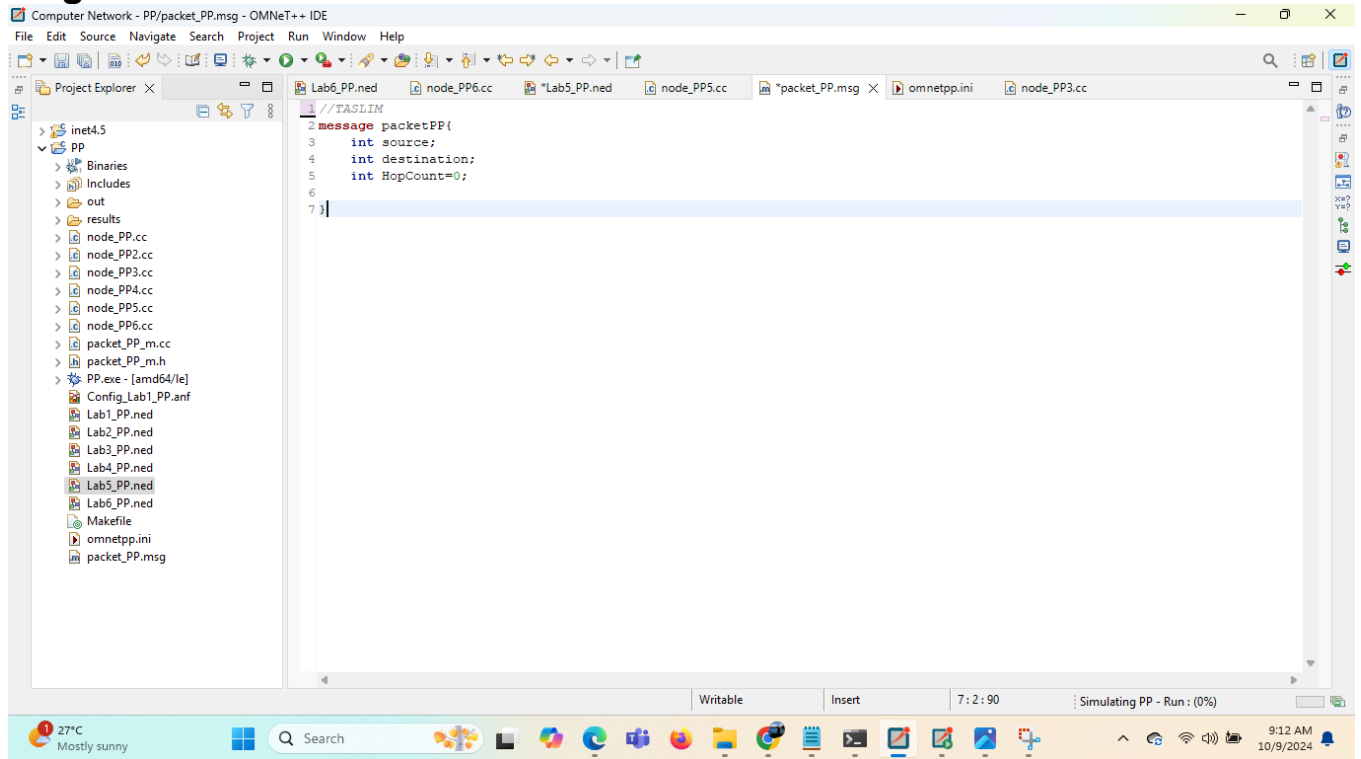 Computer Network - PP/packet_PP.msg - OMNeT++ IDE
File Edit Source Navigate Search Project Run Window Help
Project Explorer
Lab6_PP.ned node_PP6.cc *Lab5_PP.ned node_PP5.cc *packet_PP.msg omnetpp.ini node_PP3.cc
inet4.5
PP
Binaries
Includes
out
results
node_PP.cc
node_PP2.cc
node_PP3.cc
node_PP4.cc
node_PP5.cc
node_PP6.cc
packet_PP_m.cc
packet_PP_m.h
PP.exe - [amd64/le]
Config_Lab1_PP.anf
Lab1_PP.ned
Lab2_PP.ned
Lab3_PP.ned
Lab4_PP.ned
Lab5_PP.ned
Lab6_PP.ned
Makefile
omnetpp.ini
packet_PP.msg
1 //TASLIM
2 message packetPP{
3 int source;
4 int destination;
5 int HopCount=0;
6
7 }
Writable Insert 7 : 2 : 90 Simulating PP - Run : (0%)
1
27°C
Mostly sunny
Search
9:12 AM
10/9/2024